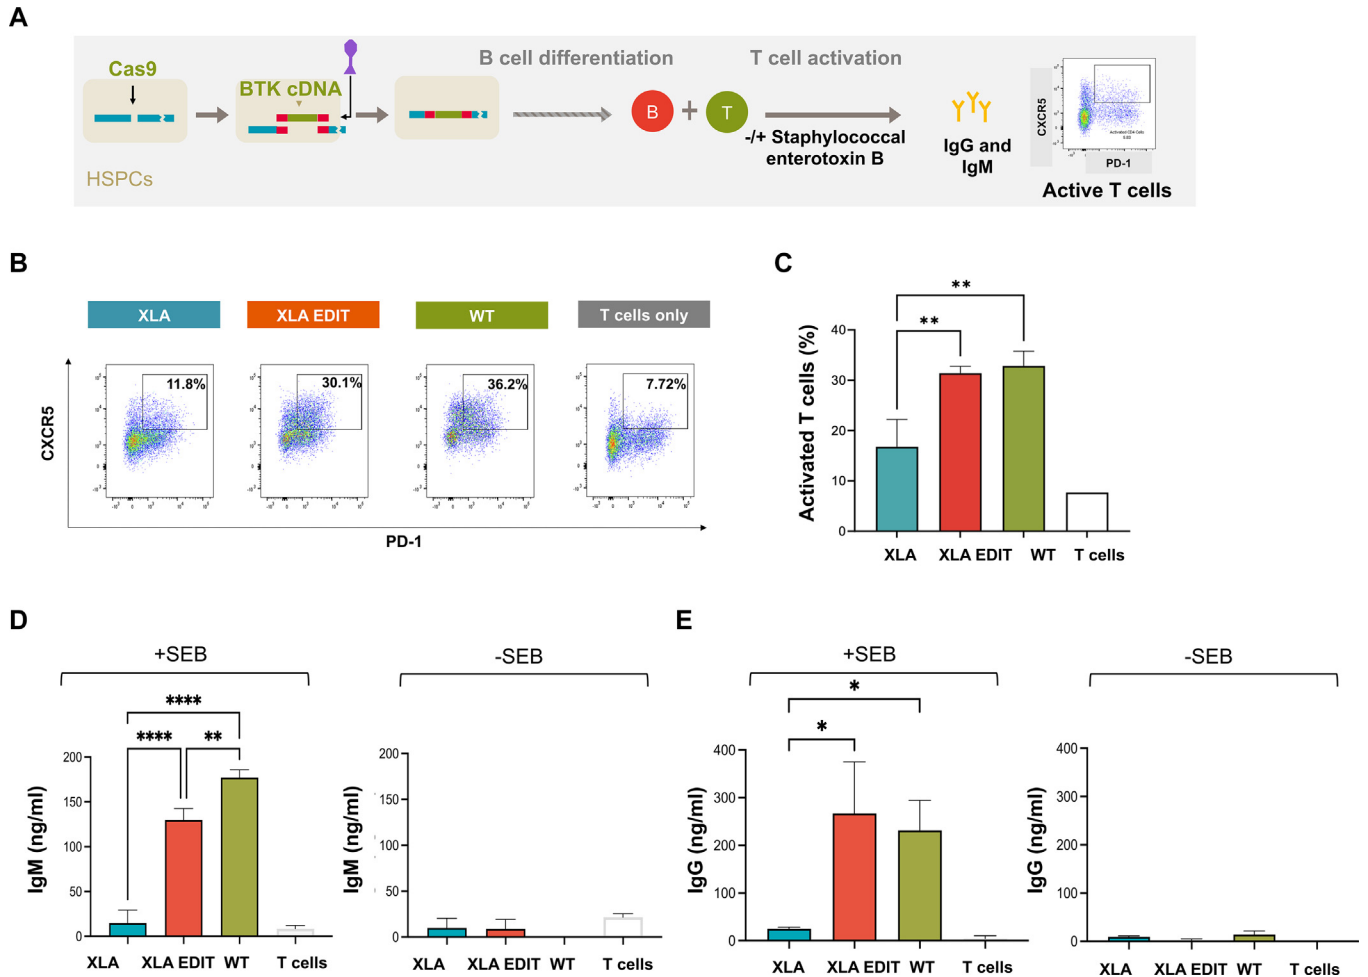 A
Cas9
BTK cDNA
HSPCs
B cell differentiation
T cell activation
B
+
T
-/+ Staphylococcal
enterotoxin B
IgG and
IgM
CXCR5
PD-1
Active T cells
B
XLA
XLA EDIT
WT
T cells only
11.8%
30.1%
36.2%
7.72%
CXCR5
PD-1
C
**
**
Activated T cells (%)
40
30
20
10
0
XLA
XLA EDIT
WT
T cells
D
+SEB
-SEB
****
****
**
IgM (ng/ml)
200
150
100
50
0
XLA
XLA EDIT
WT
T cells
IgM (ng/ml)
200
150
100
50
0
XLA
XLA EDIT
WT
T cells
E
+SEB
-SEB
*
*
IgG (ng/ml)
400
300
200
100
0
XLA
XLA EDIT
WT
T cells
IgG (ng/ml)
400
300
200
100
0
XLA
XLA EDIT
WT
T cells